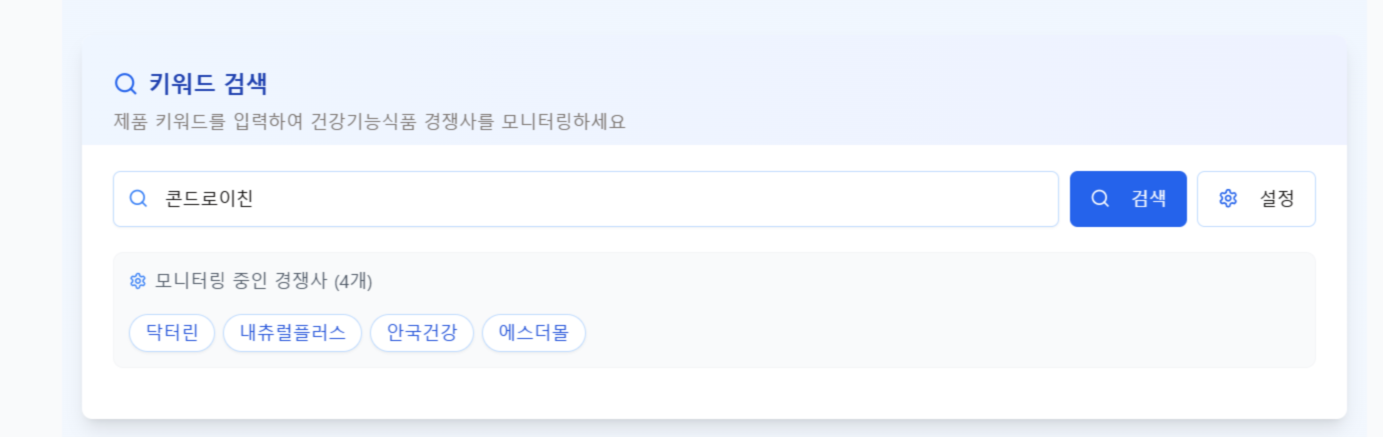 키워드 검색
제품 키워드를 입력하여 건강기능식품 경쟁사를 모니터링하세요
콘드로이친 검색 설정
모니터링 중인 경쟁사 (4개)
닥터린 내츄럴플러스 안국건강 에스더몰